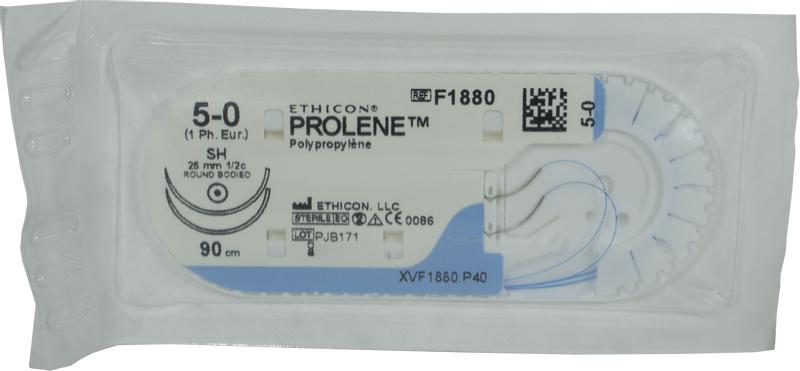 5-0
(1 Ph. Eur.)
SH
26 mm 1/2c
ROUND BODIED
90 cm
ETHICON®
PROLENE™
Polypropylène
REF F1880
5-0
ETHICON, LLC
STERILE EO 2 CE 0086
LOT PJB171
XVF1880.P40